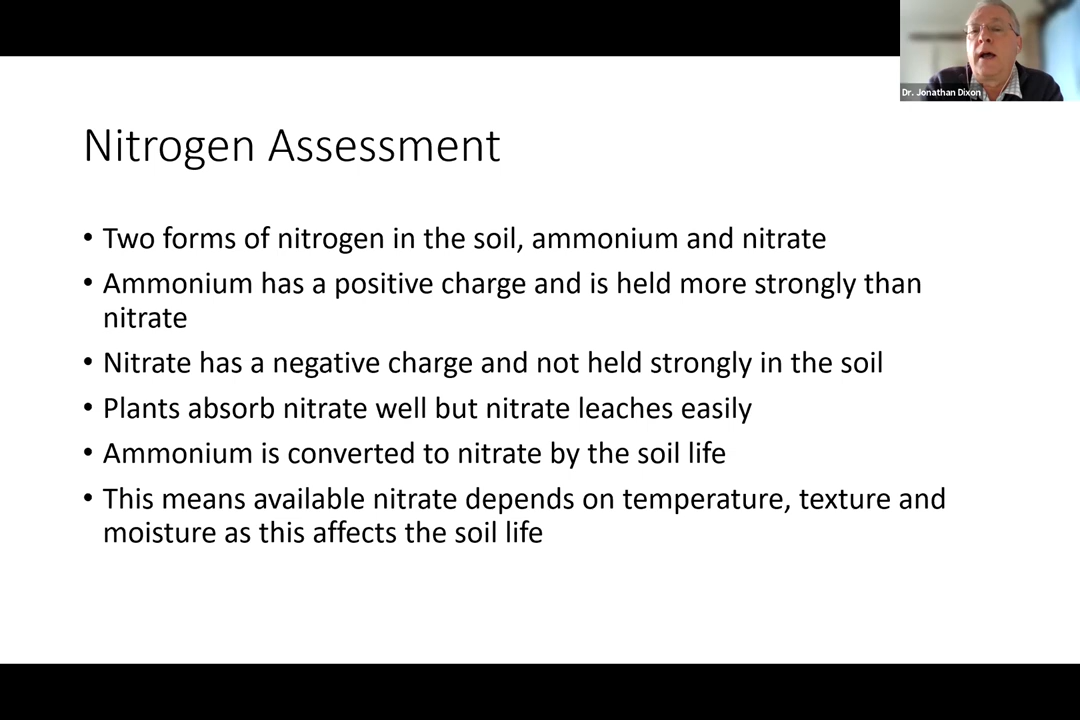 Dr. Jonathan Dixon
Nitrogen Assessment
• Two forms of nitrogen in the soil, ammonium and nitrate
• Ammonium has a positive charge and is held more strongly than
nitrate
• Nitrate has a negative charge and not held strongly in the soil
• Plants absorb nitrate well but nitrate leaches easily
• Ammonium is converted to nitrate by the soil life
• This means available nitrate depends on temperature, texture and
moisture as this affects the soil life